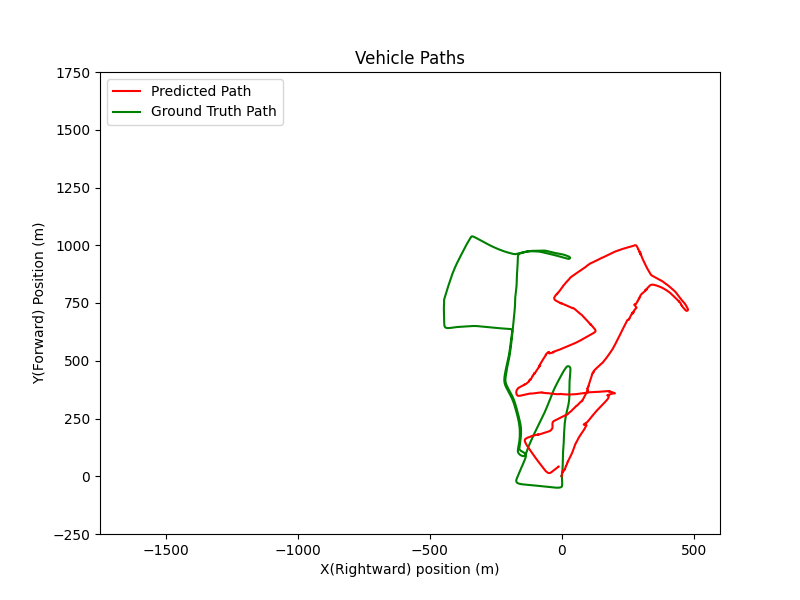 Vehicle Paths
Predicted Path
Ground Truth Path
1750
1500
1250
1000
750
500
250
0
−250
Y(Forward) Position (m)
−1500
−1000
−500
0
500
X(Rightward) position (m)